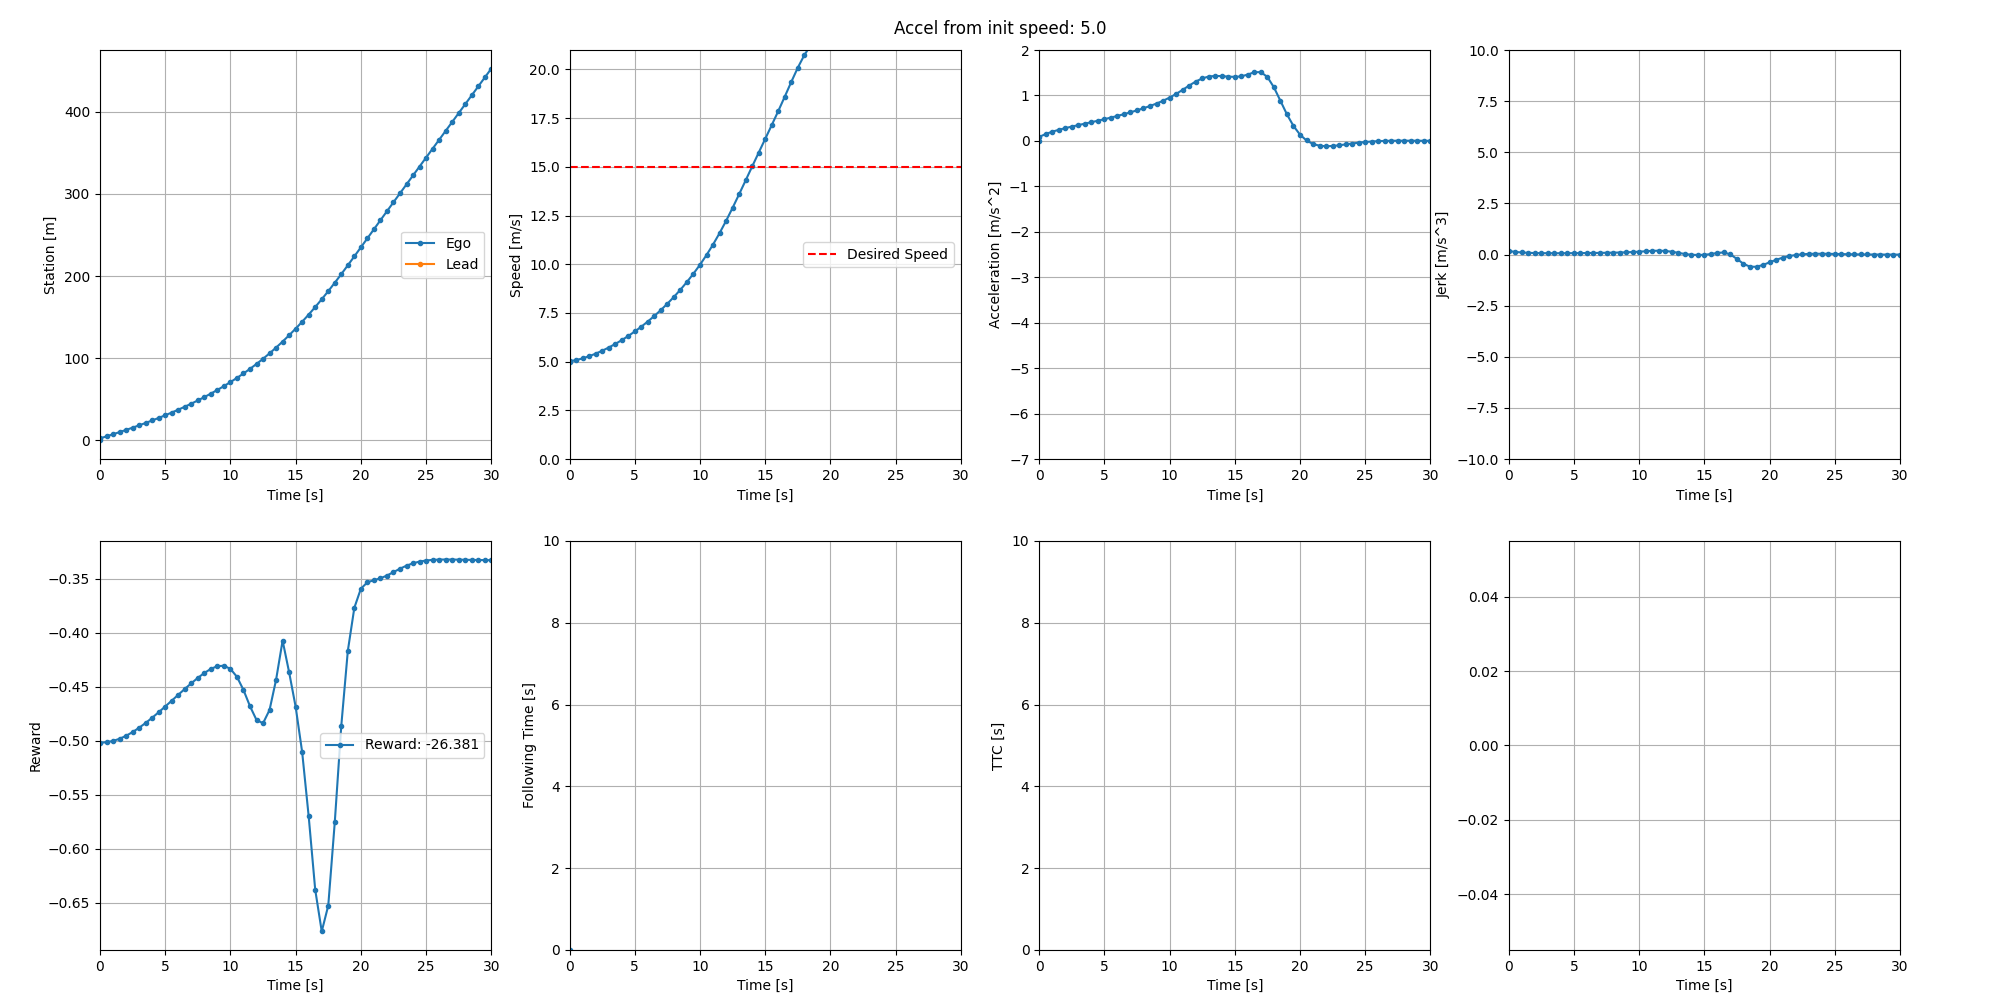 Accel from init speed: 5.0
Station [m]
400
300
200
100
0
Ego
Lead
0 5 10 15 20 25 30
Time [s]
Speed [m/s]
20.0
17.5
15.0
12.5
10.0
7.5
5.0
2.5
0.0
Desired Speed
0 5 10 15 20 25 30
Time [s]
Acceleration [m/s^2]
2
1
0
−1
−2
−3
−4
−5
−6
−7
0 5 10 15 20 25 30
Time [s]
Jerk [m/s^3]
10.0
7.5
5.0
2.5
0.0
−2.5
−5.0
−7.5
−10.0
0 5 10 15 20 25 30
Time [s]
Reward
−0.35
−0.40
−0.45
−0.50
−0.55
−0.60
−0.65
Reward: -26.381
0 5 10 15 20 25 30
Time [s]
Following Time [s]
10
8
6
4
2
0
0 5 10 15 20 25 30
Time [s]
TTC [s]
10
8
6
4
2
0
0 5 10 15 20 25 30
Time [s]
0.04
0.02
0.00
−0.02
−0.04
0 5 10 15 20 25 30
Time [s]